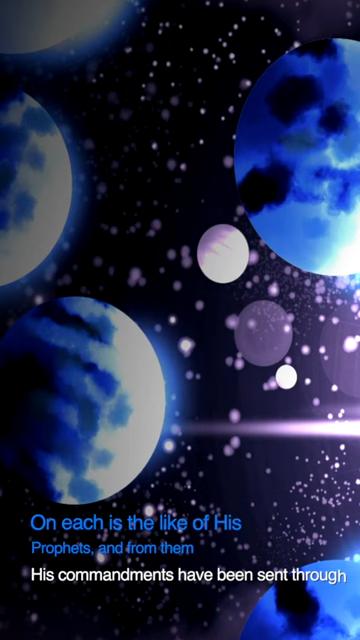 On each is the like of His
Prophets, and from them
His commandments have been sent through